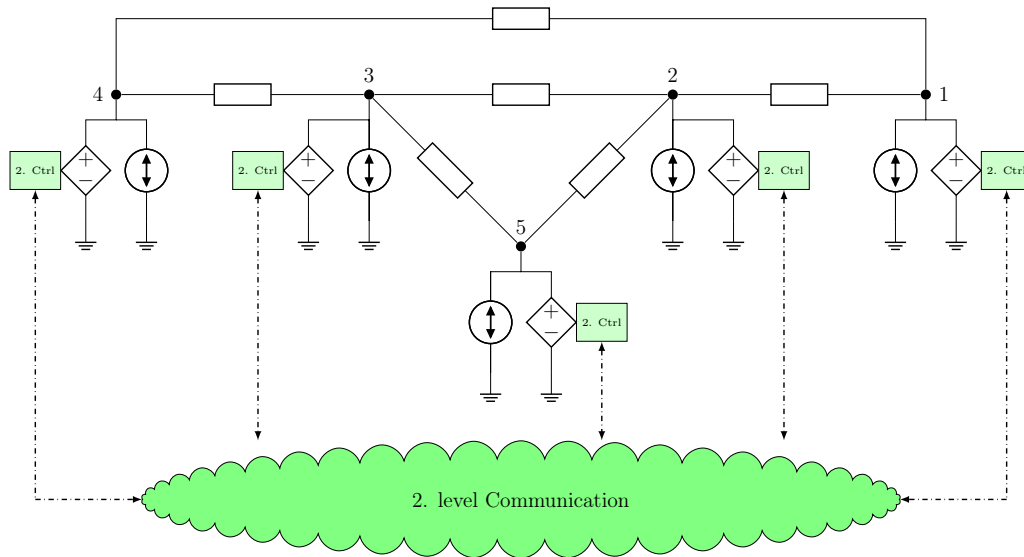 3
2
4
1
+
−
2. Ctrl
2. Ctrl
+
−
+
−
2. Ctrl
+
−
2. Ctrl
5
+
−
2. Ctrl
2. level Communication